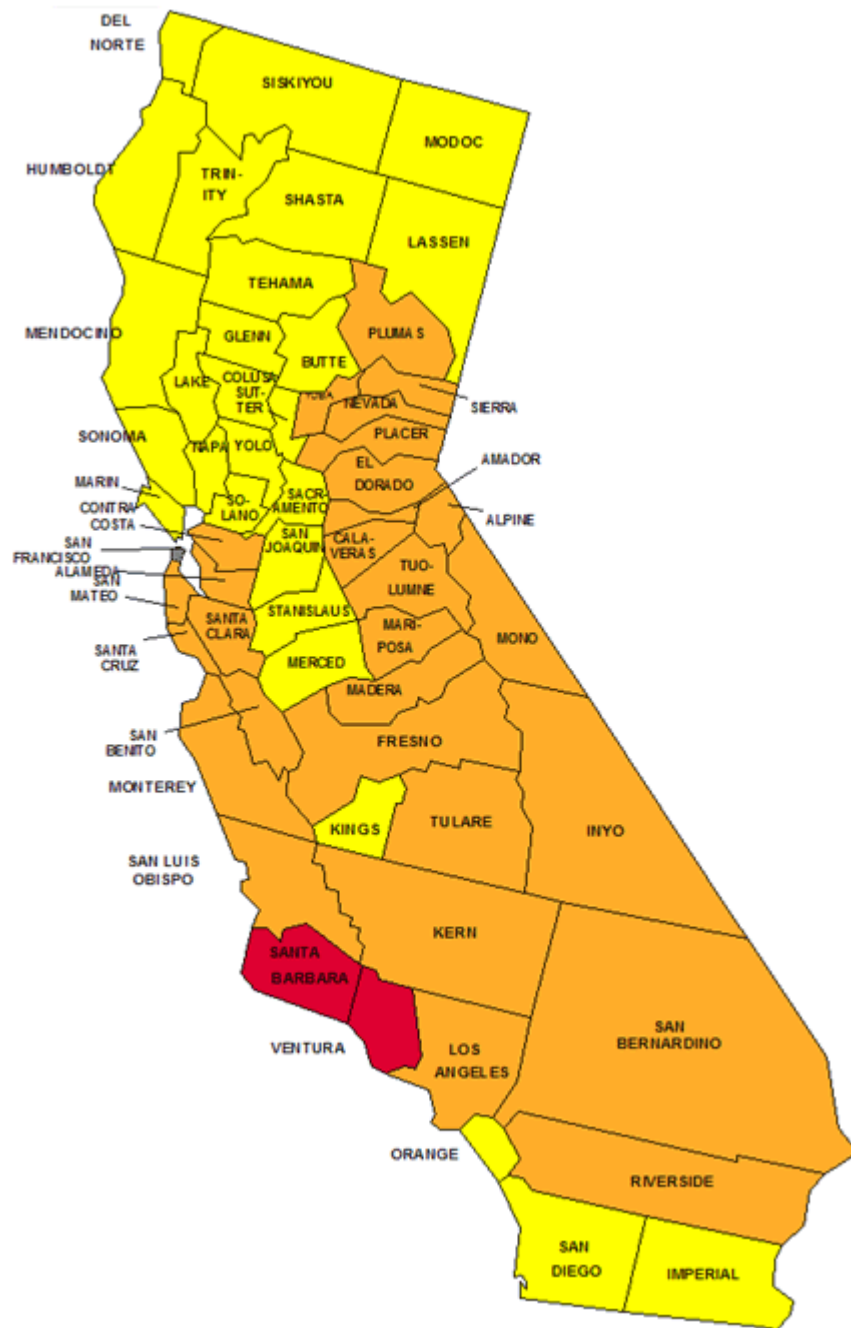 DEL
NORTE
SISKIYOU
MODOC
HUMBOLDT
TRIN-
ITY
SHASTA
LASSEN
TEHAMA
MENDOCINO
GLENN
PLUMAS
BUTTE
LAKE
COLUSA
SUT-
TER
YUBA
NEVADA
SIERRA
SONOMA
NAPA
YOLO
PLACER
MARIN
EL
DORADO
AMADOR
CONTRA
COSTA
SO-
LANO
SACR-
AMENTO
ALPINE
SAN
FRANCISCO
SAN
JOAQUIN
CALA-
VERAS
ALAMEDA
TUO-
LUMNE
SAN
MATEO
SANTA
CLARA
STANISLAUS
MARI-
POSA
MONO
SANTA
CRUZ
MERCED
MADERA
SAN
BENITO
FRESNO
MONTEREY
KINGS
TULARE
INYO
SAN LUIS
OBISPO
KERN
SANTA
BARBARA
VENTURA
LOS
ANGELES
SAN
BERNARDINO
ORANGE
RIVERSIDE
SAN
DIEGO
IMPERIAL